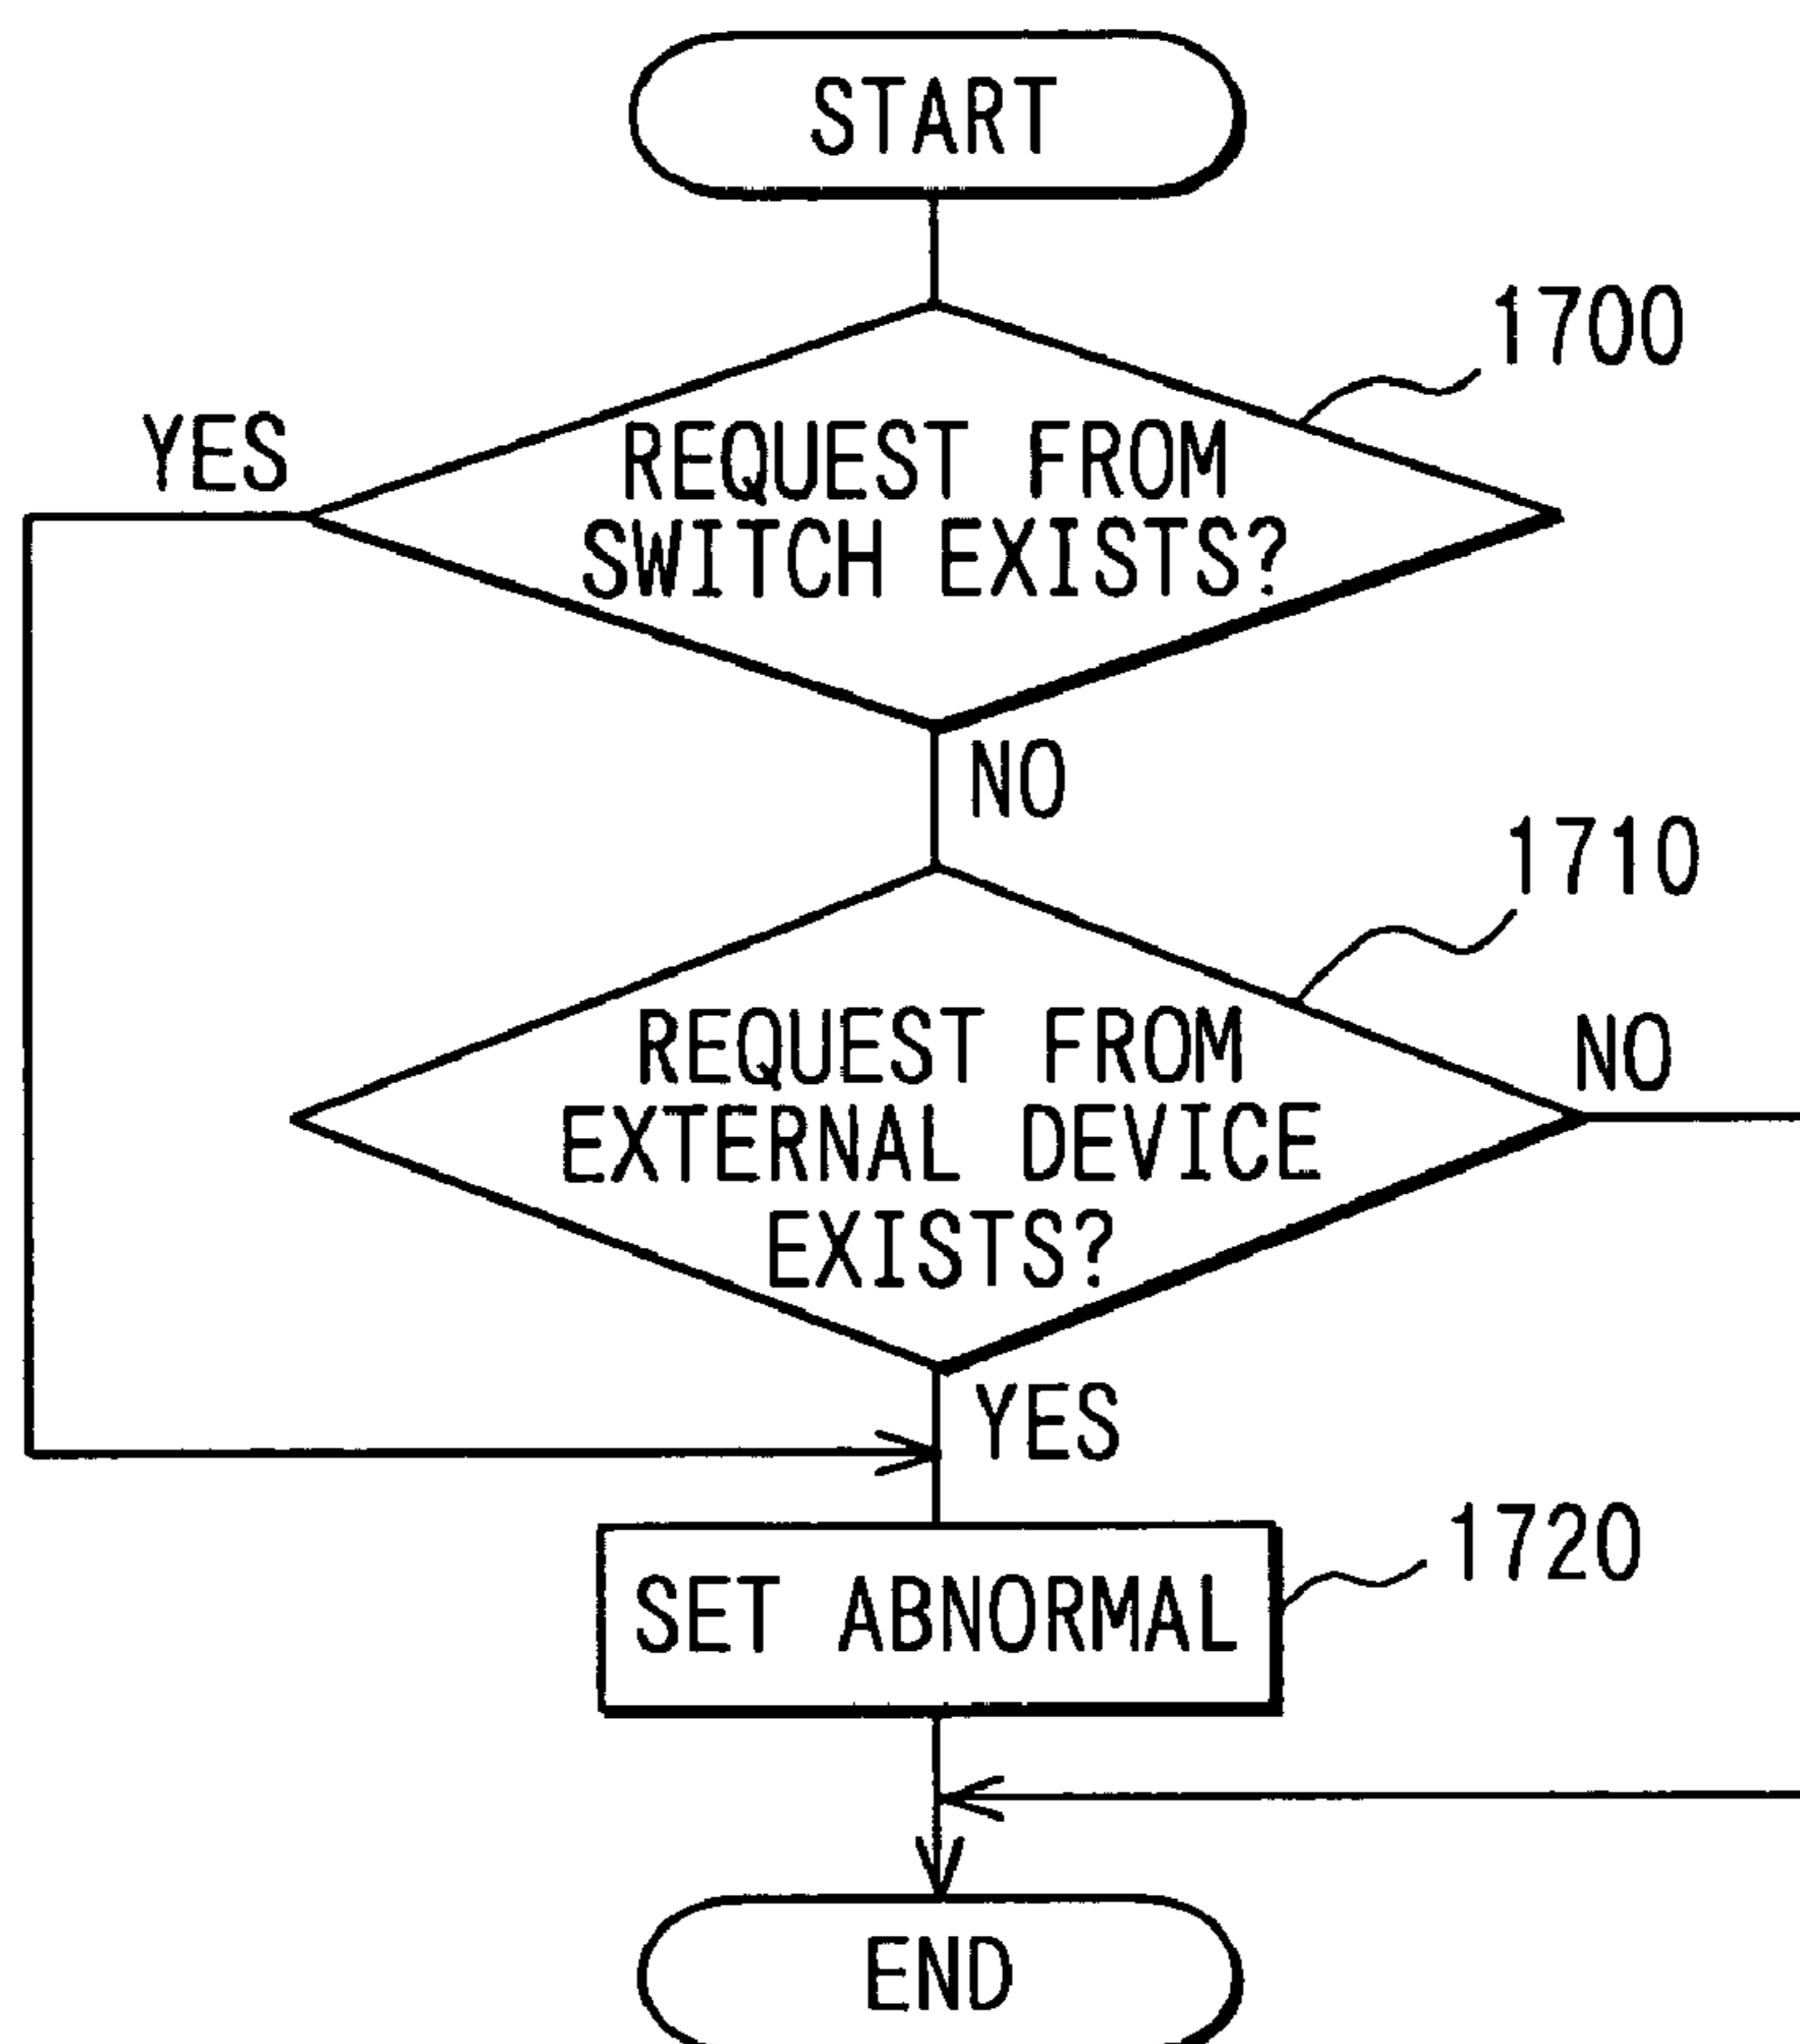 START
1700
YES
REQUEST FROM
SWITCH EXISTS?
NO
1710
REQUEST FROM
EXTERNAL DEVICE
EXISTS?
NO
YES
1720
SET ABNORMAL
END